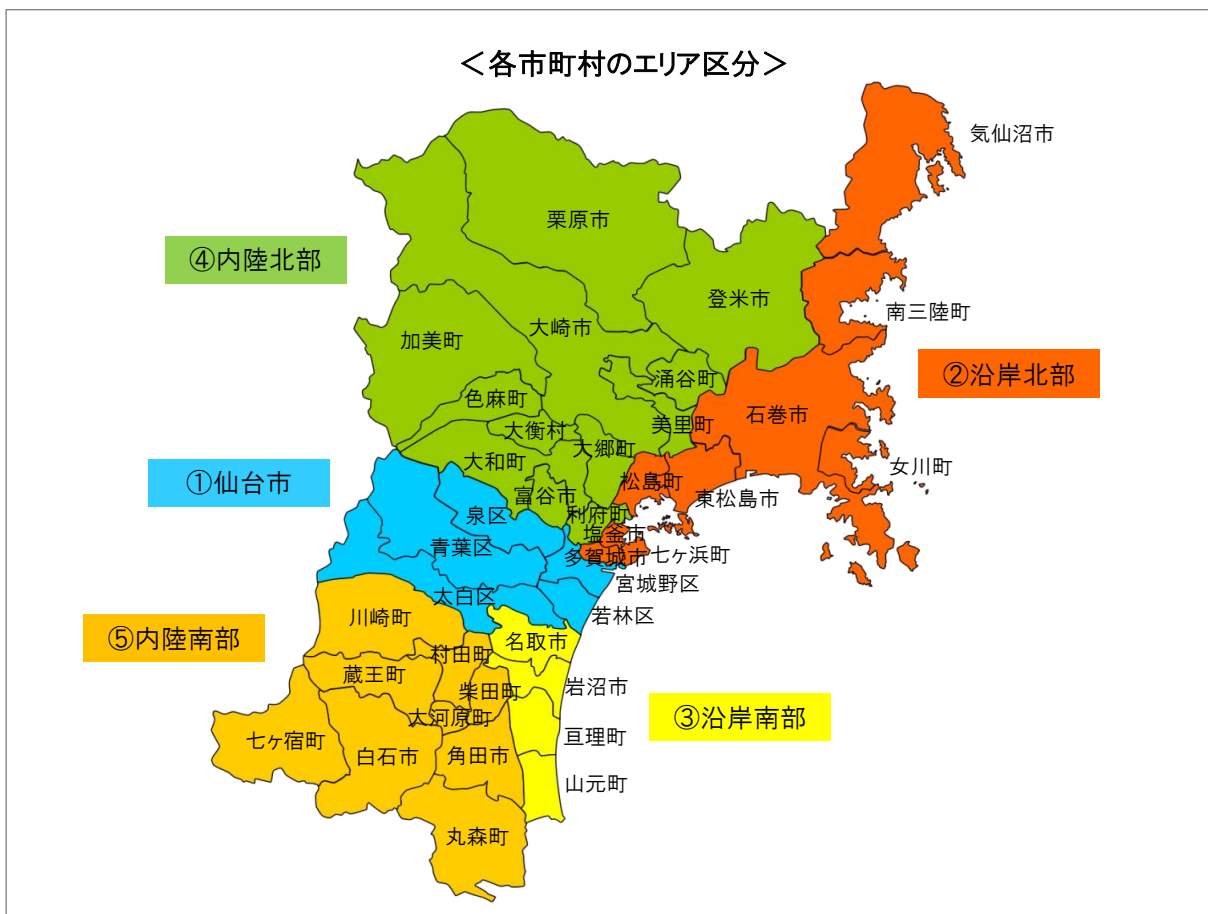 ＜各市町村のエリア区分＞
気仙沼市
栗原市
④内陸北部
登米市
南三陸町
大崎市
加美町
涌谷町
②沿岸北部
色麻町
石巻市
美里町
大衡村
大郷町
大和町
女川町
①仙台市
松島町
富谷市
東松島市
泉区
利府町
塩釜市
青葉区
多賀城市
七ヶ浜町
宮城野区
太白区
若林区
川崎町
⑤内陸南部
名取市
村田町
蔵王町
岩沼市
柴田町
大河原町
③沿岸南部
亘理町
七ヶ宿町
白石市
角田市
山元町
丸森町